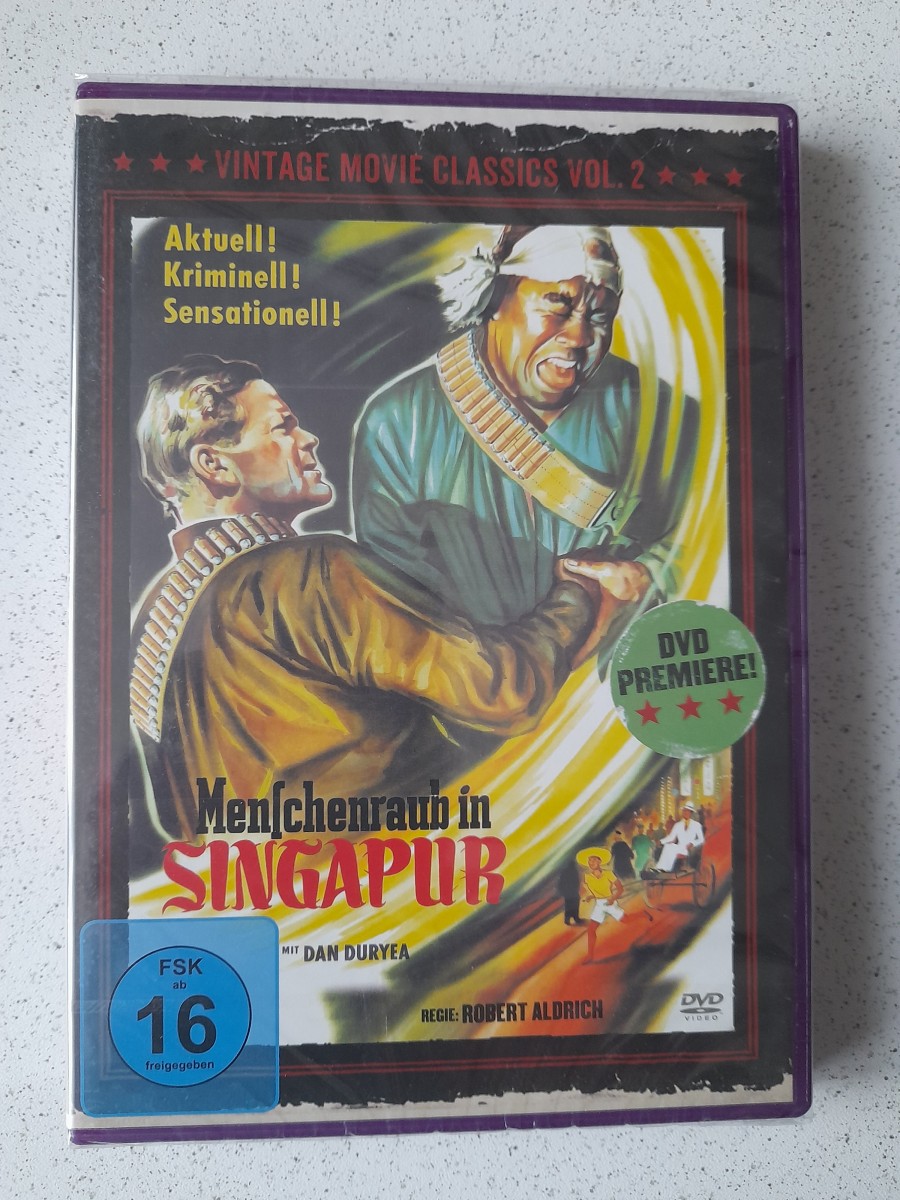 ★ ★ ★ VINTAGE MOVIE CLASSICS VOL. 2 ★ ★ ★
Aktuell!
Kriminell!
Sensationell!
DVD
PREMIERE!
★ ★ ★
Menſchenraub in
SINGAPUR
MIT DAN DURYEA
REGIE: ROBERT ALDRICH
DVD
VIDEO
FSK
ab
16
freigegeben